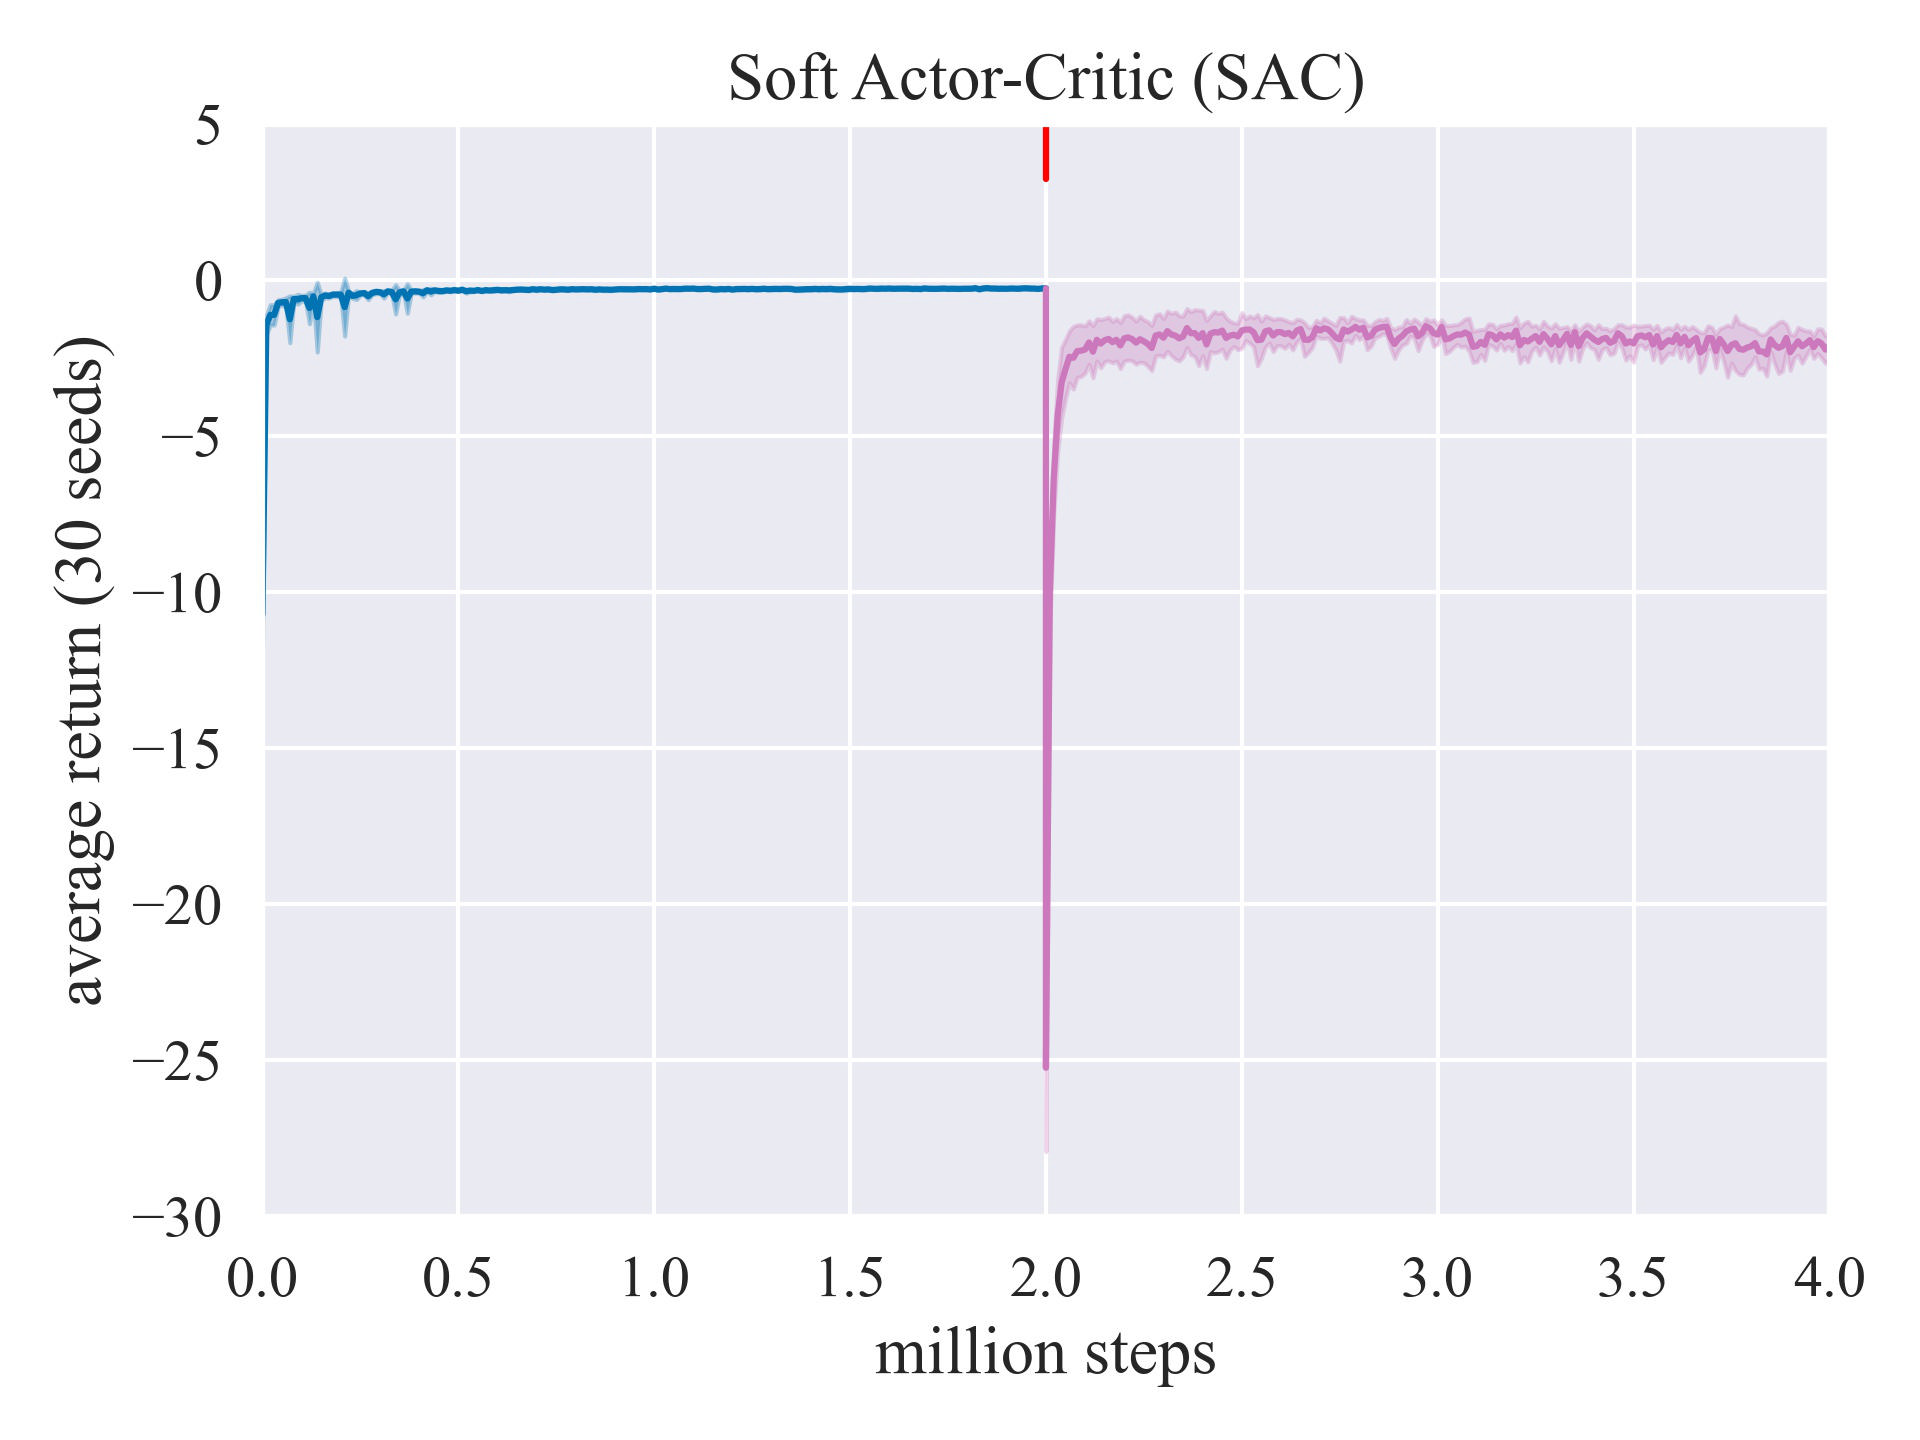 Soft Actor-Critic (SAC)
5
0
−5
−10
−15
−20
−25
−30
average return (30 seeds)
0.0 0.5 1.0 1.5 2.0 2.5 3.0 3.5 4.0
million steps